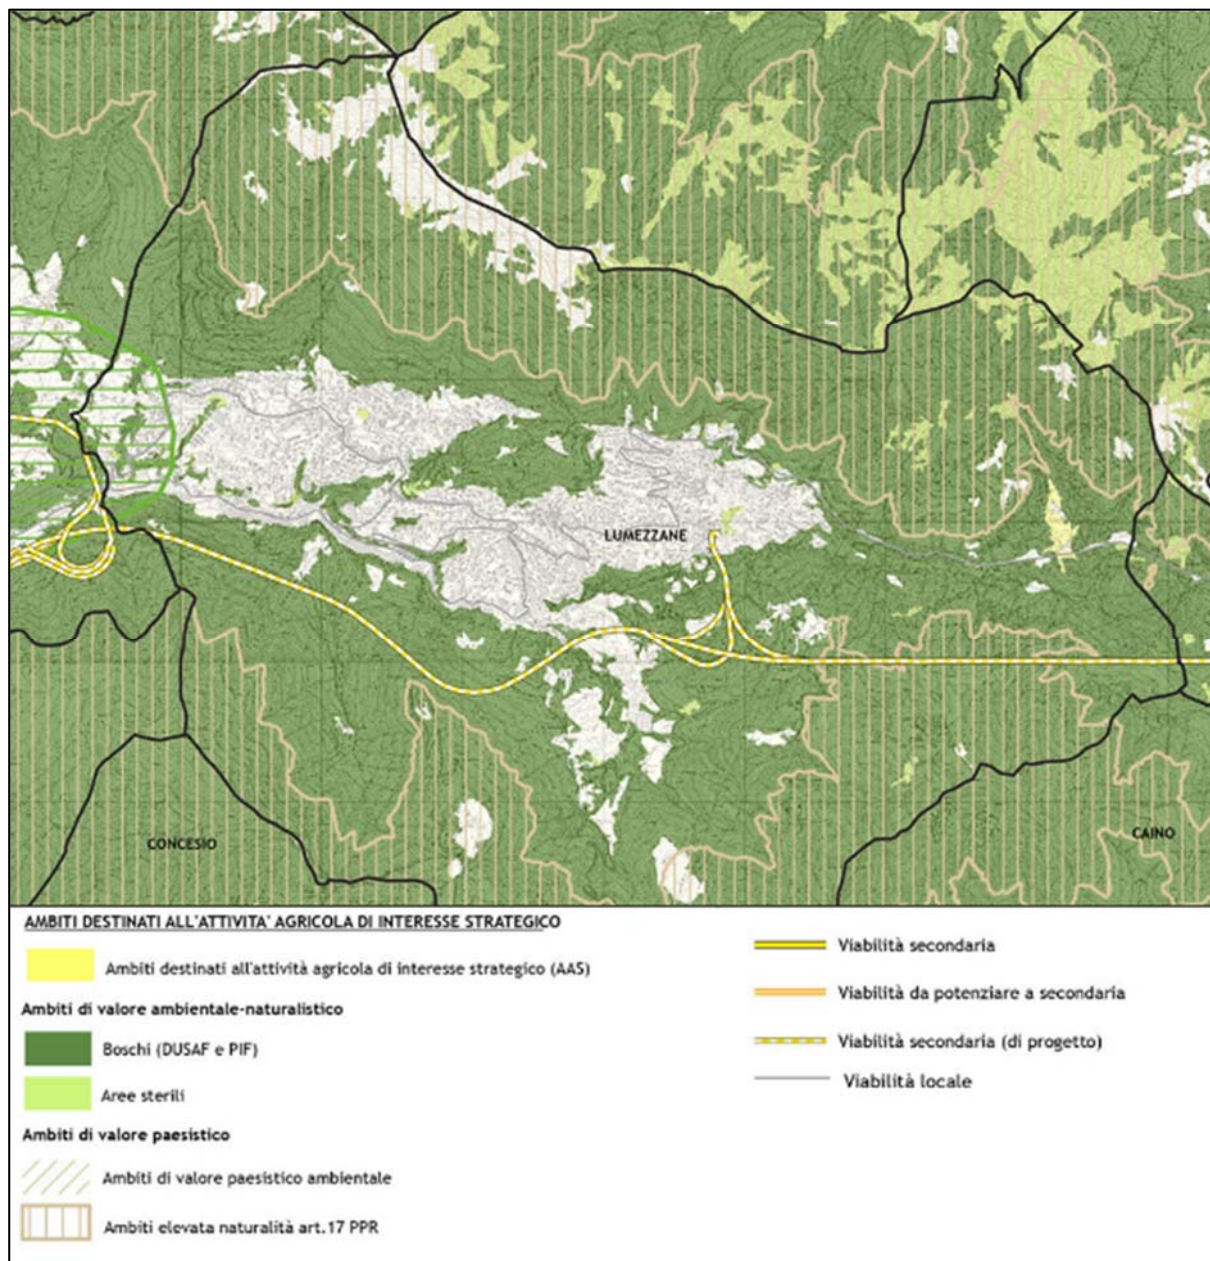 LUMEZZANE
CONCESIO
CAINO
AMBITI DESTINATI ALL'ATTIVITA' AGRICOLA DI INTERESSE STRATEGICO
Ambiti destinati all'attività agricola di interesse strategico (AAS)
Ambiti di valore ambientale-naturalistico
Boschi (DUSAF e PIF)
Aree sterili
Ambiti di valore paesistico
Ambiti di valore paesistico ambientale
Ambiti elevata naturalità art.17 PPR
Viabilità secondaria
Viabilità da potenziare a secondaria
Viabilità secondaria (di progetto)
Viabilità locale